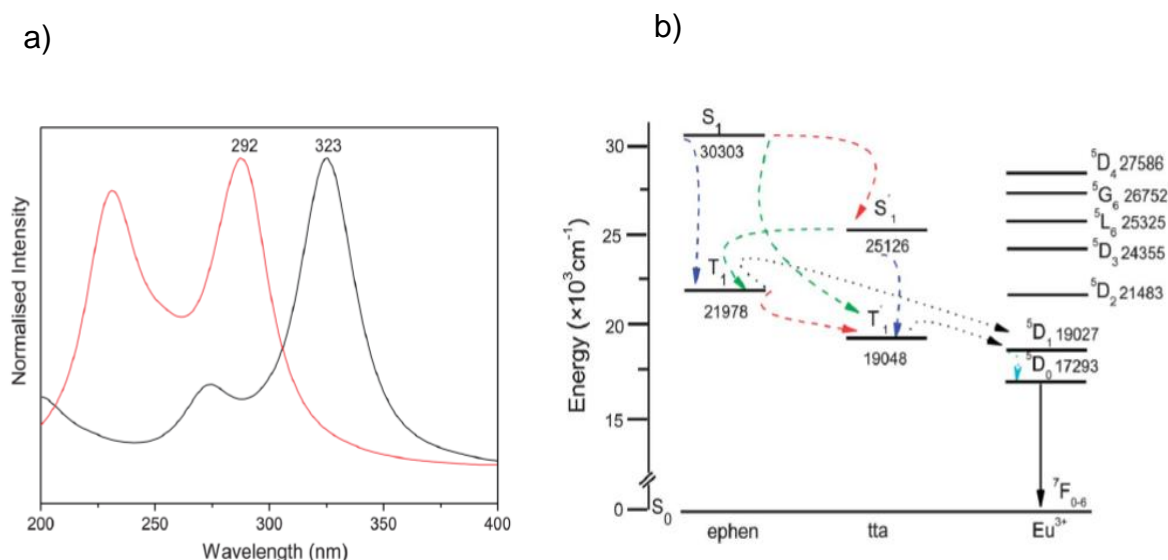 a)
292 323
Normalised Intensity
200 250 300 350 400
Wavelength (nm)
b)
Energy (×10³cm⁻¹)
30
25
20
15
0
S₁
30303
S₁
25126
T₁
21978
T₁
19048
⁵D₄ 27586
⁵G₆ 26752
⁵L₆ 25325
⁵D₃ 24355
⁵D₂ 21483
⁵D₁ 19027
⁵D₀ 17293
⁷F₀₋₆
S₀
ephen tta Eu³⁺